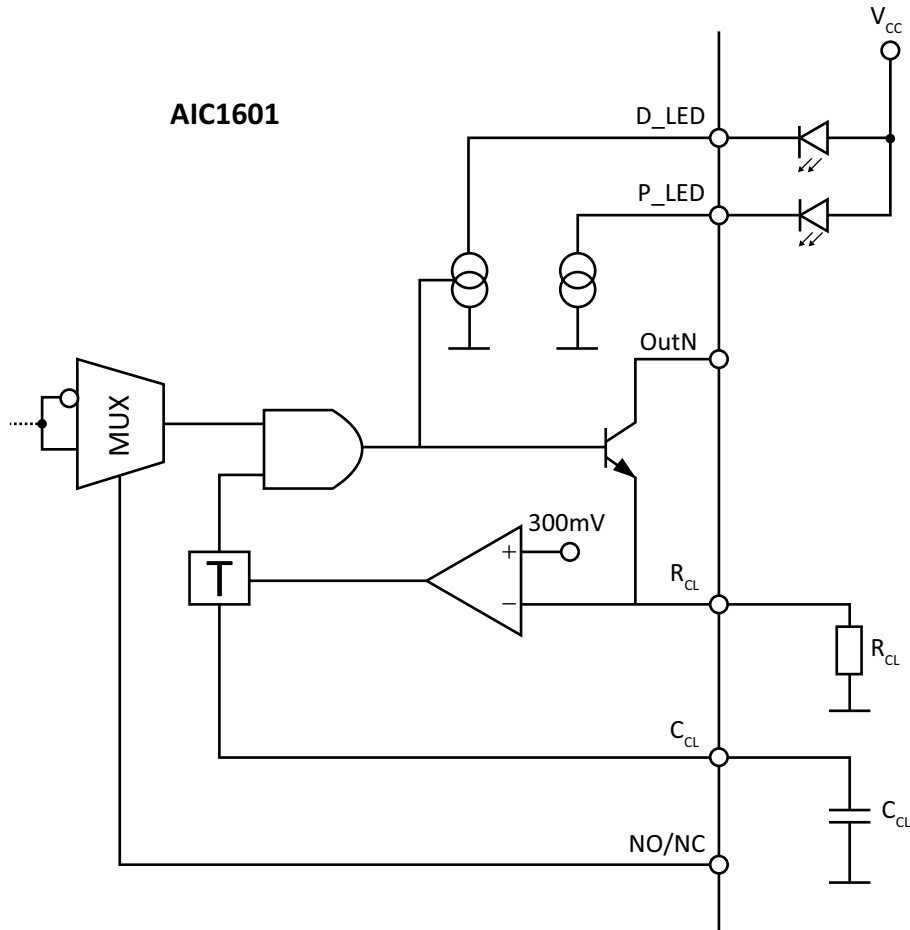 V_CC
AIC1601
D_LED
P_LED
OutN
MUX
300mV
+
T
−
R_CL
R_CL
C_CL
C_CL
NO/NC